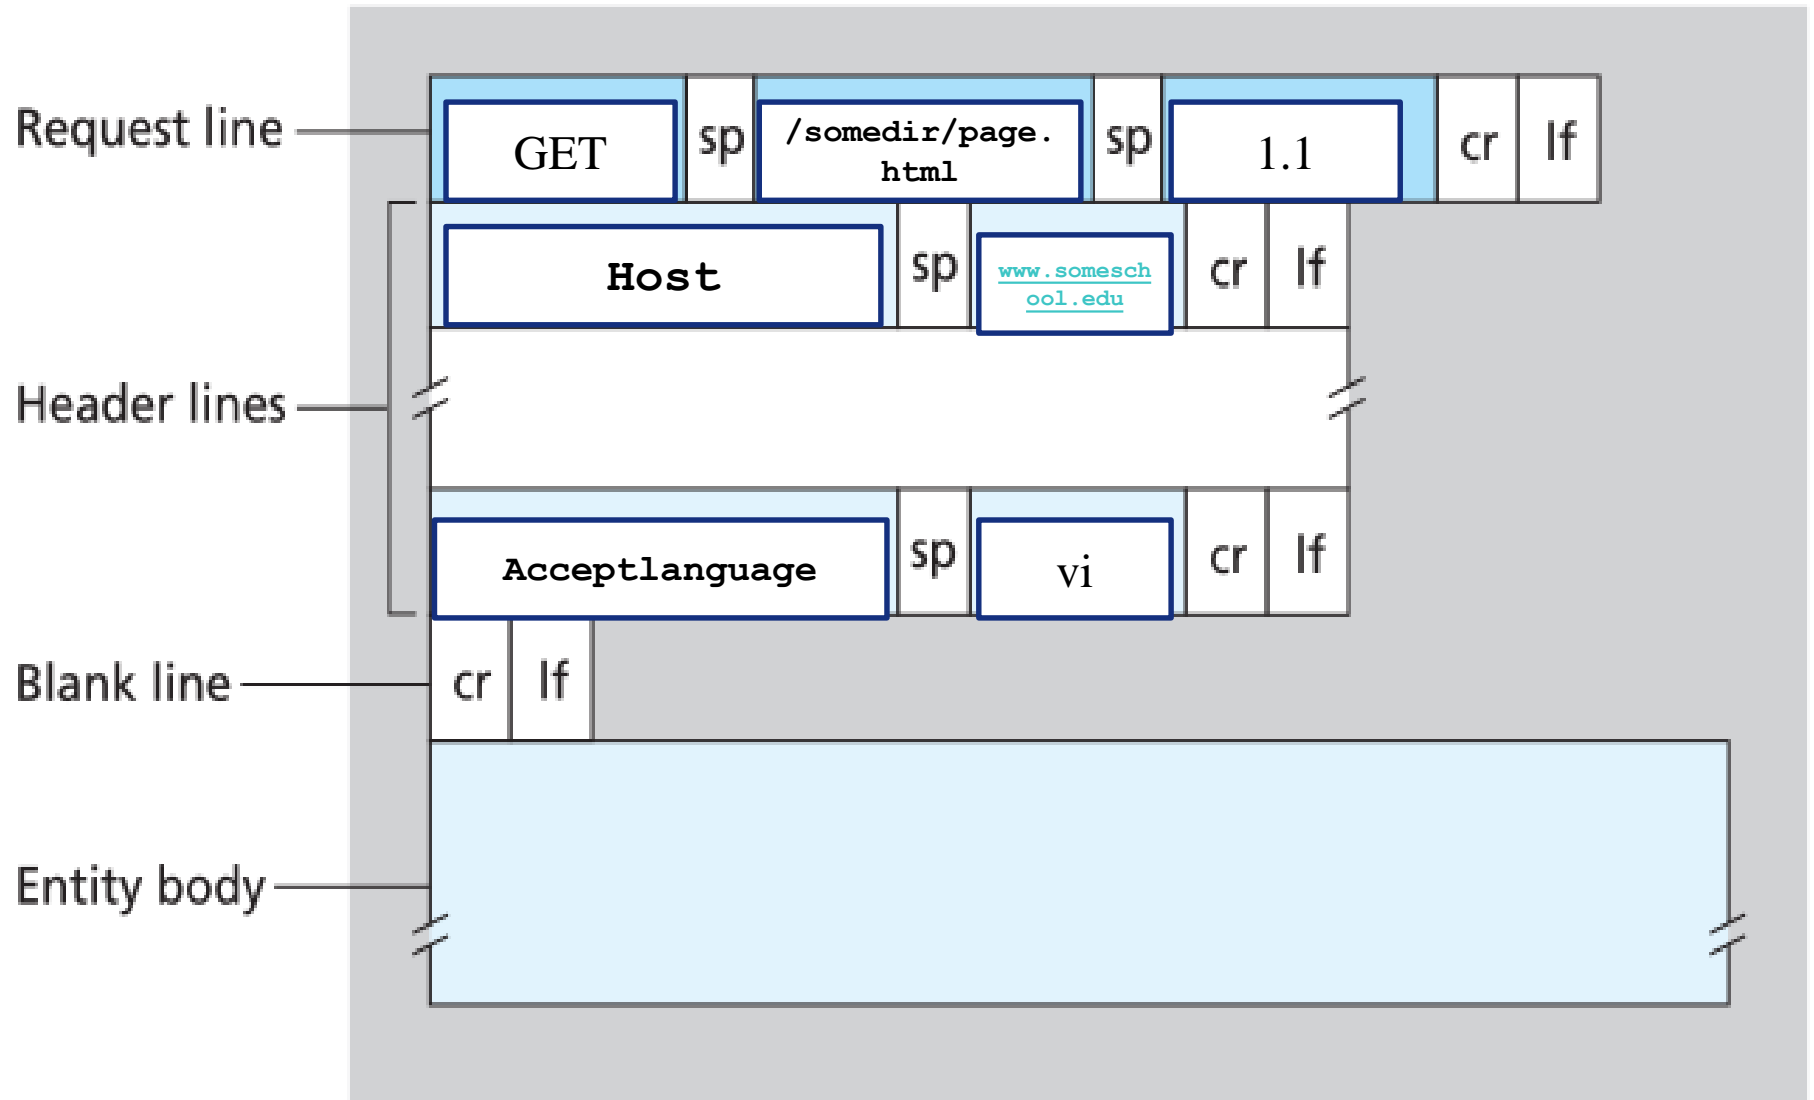 Request line
GET sp /somedir/page. sp 1.1 cr lf
html
Host sp www.somesch cr lf
ool.edu
Header lines
Acceptlanguage sp vi cr lf
Blank line cr lf
Entity body